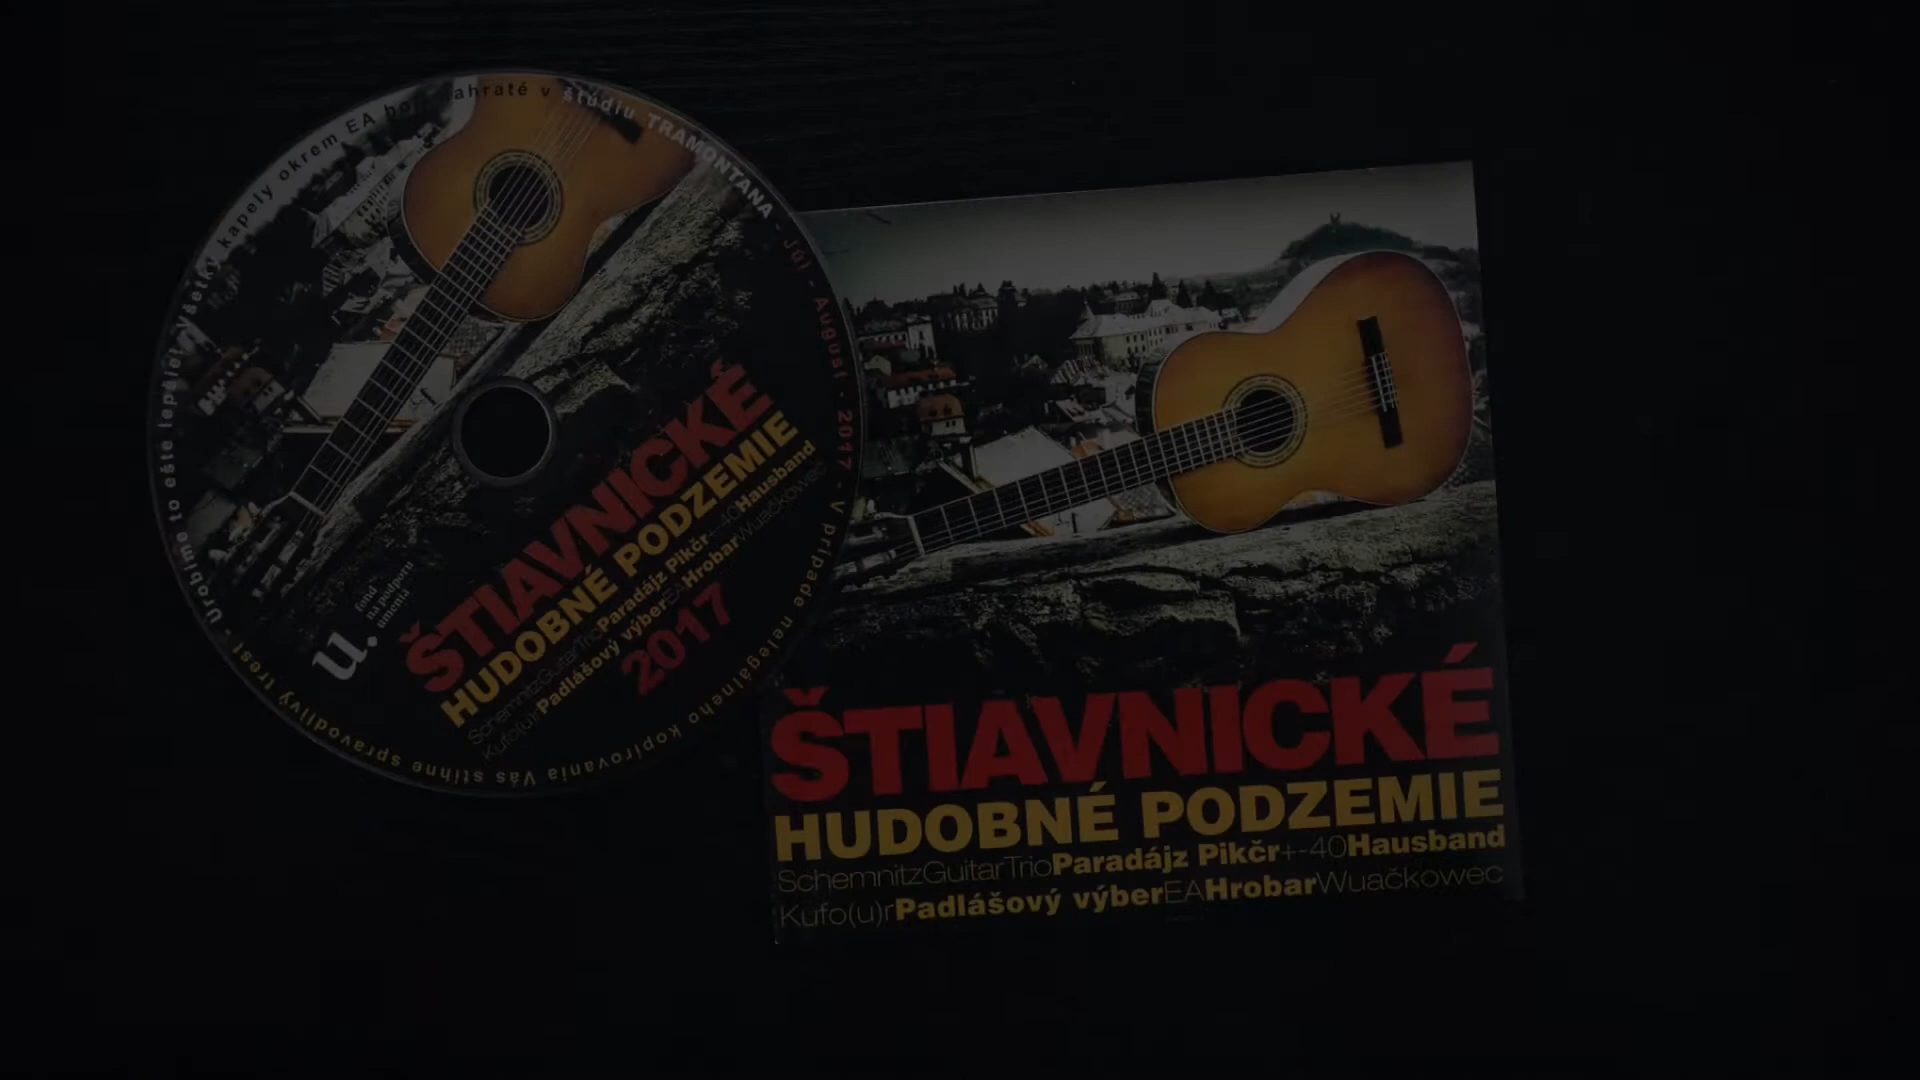 Všetky kapely okrem EA boli nahraté v štúdiu TRAMONTANA - Júl - August - 2017 - V prípade nelegálneho kopírovania Vás stihne spravodlivý trest - Urobíme to ešte lepšie!
u. fond
na podporu
umenia
ŠTIAVNICKÉ
HUDOBNÉ PODZEMIE
SchemnitzGuitarTrioParadájz Pikčr+-40Hausband
Kufo(u)rPadlášový výberEAHrobarWuačkowec
2017
ŠTIAVNICKÉ
HUDOBNÉ PODZEMIE
SchemnitzGuitarTrioParadájz Pikčr+-40Hausband
Kufo(u)rPadlášový výberEAHrobarWuačkowec